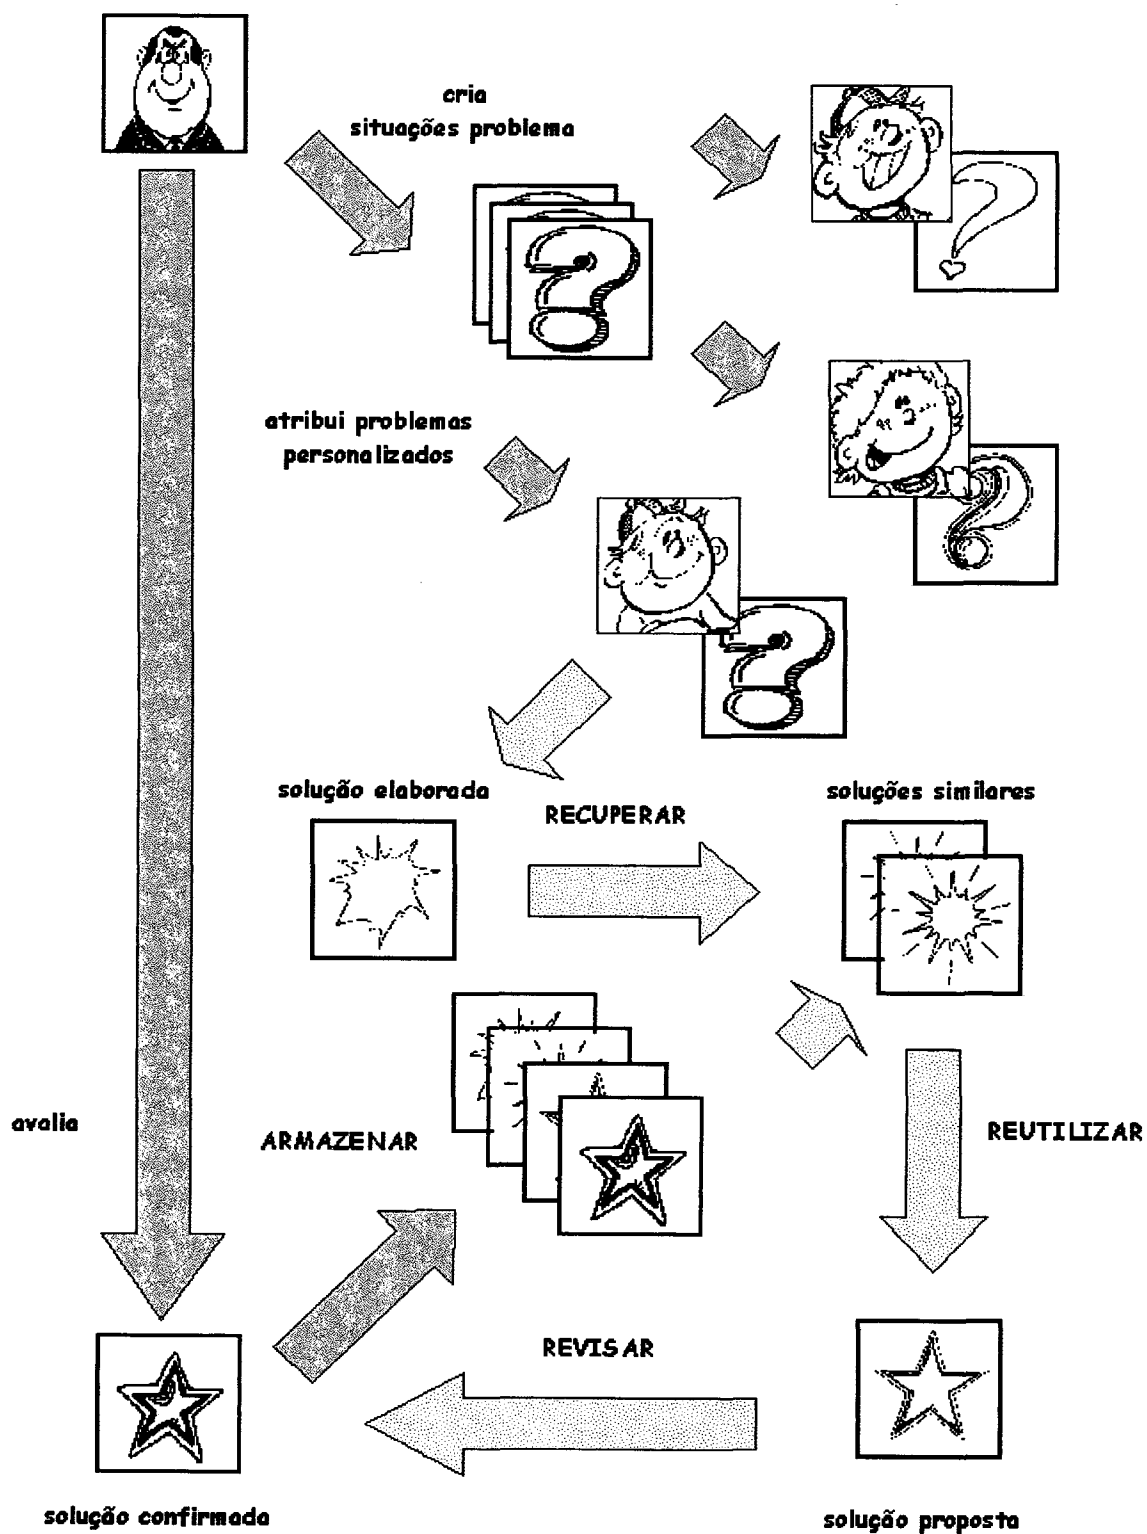 cria
situações problema
atribui problemas
personalizados
solução elaborada
RECUPERAR
soluções similares
avalia
ARMAZENAR
REUTILIZAR
REVISAR
solução confirmada
solução proposta